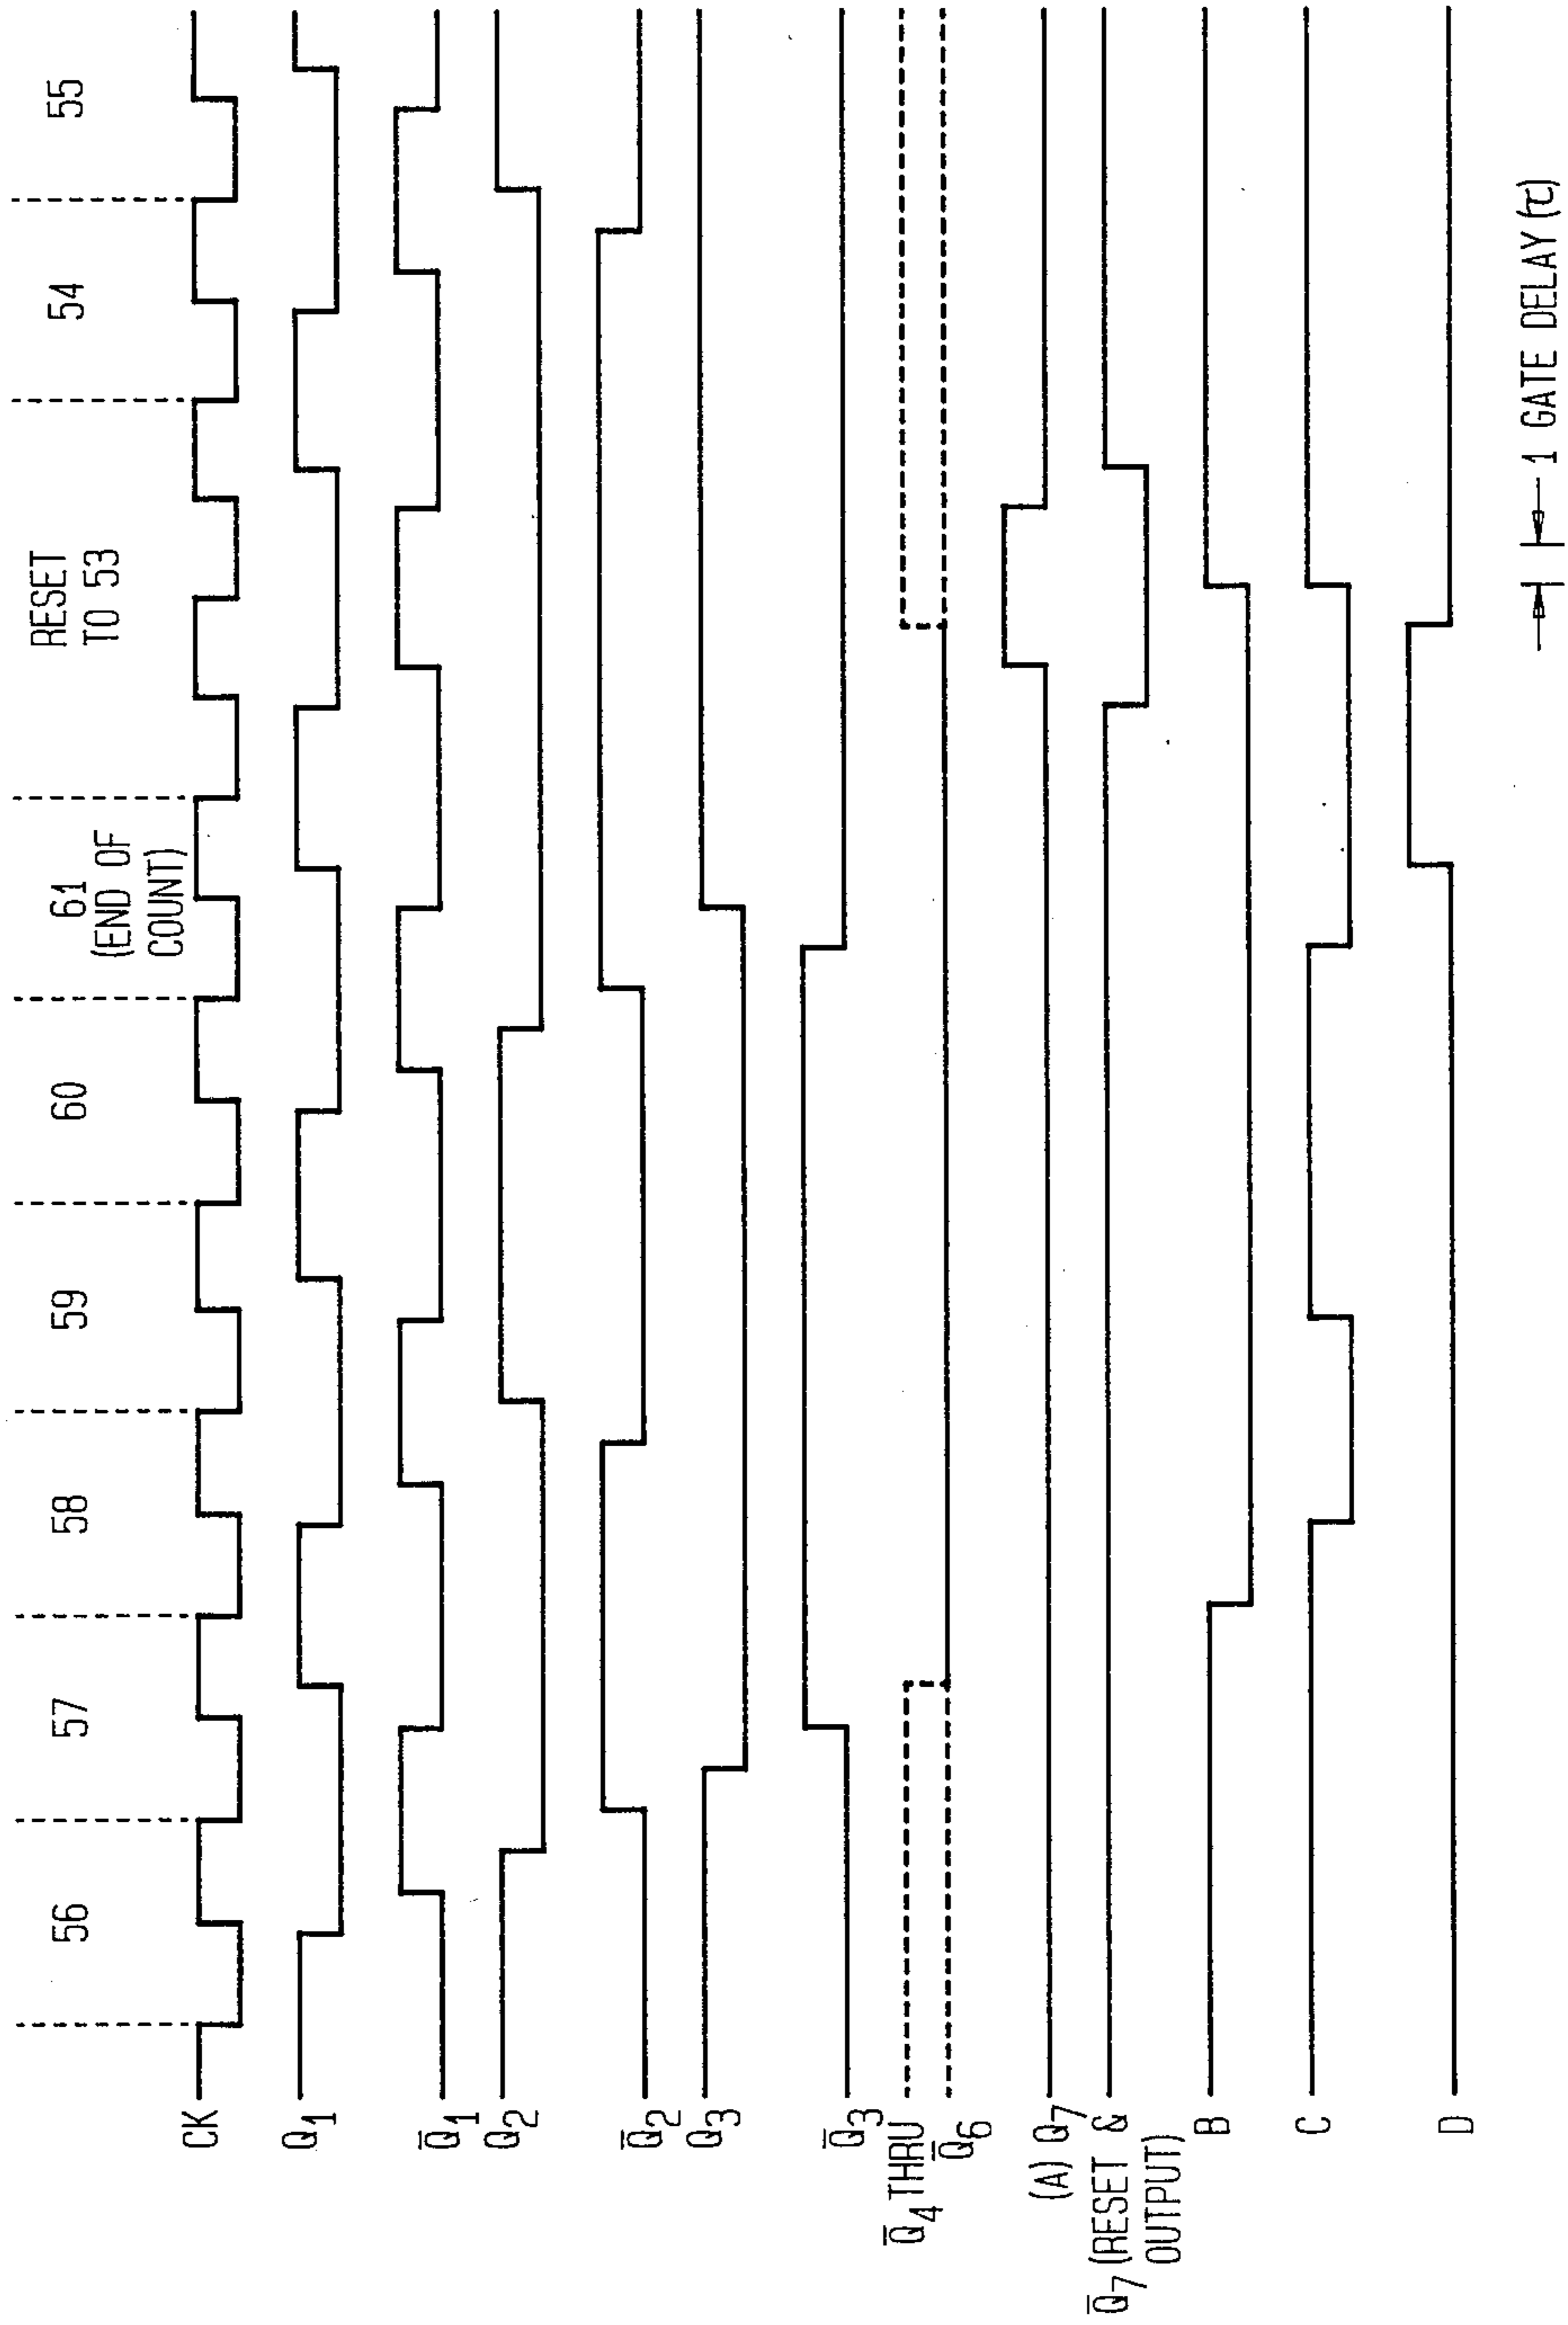 56 57 58 59 60 61 RESET 54 55
(END OF TO 53
COUNT)
CK
Q1
Q̅1
Q2
Q̅2
Q3
Q̅3
Q̅4 THRU
Q̅6
(A) Q7
Q̅7 (RESET &
OUTPUT)
B
C
D
1 GATE DELAY (τ)